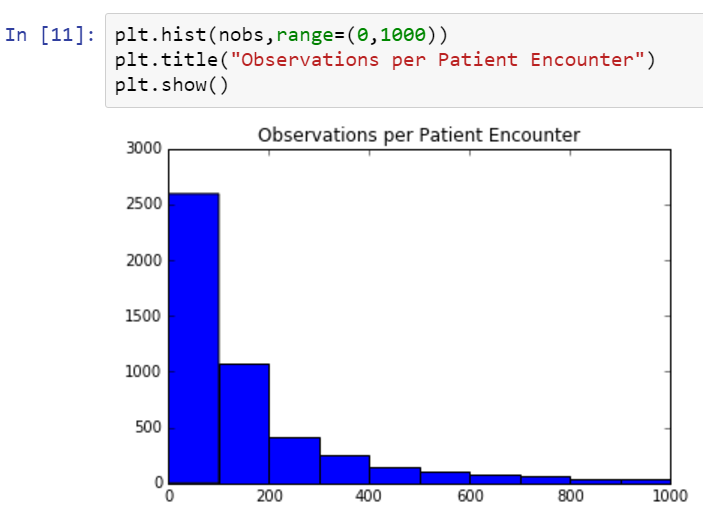 In [11]: plt.hist(nobs,range=(0,1000))
plt.title("Observations per Patient Encounter")
plt.show()
Observations per Patient Encounter
3000
2500
2000
1500
1000
500
0
0 200 400 600 800 1000